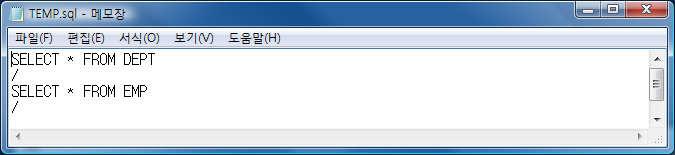 TEMP.sql - 메모장
파일(F) 편집(E) 서식(O) 보기(V) 도움말(H)
SELECT * FROM DEPT
/
SELECT * FROM EMP
/